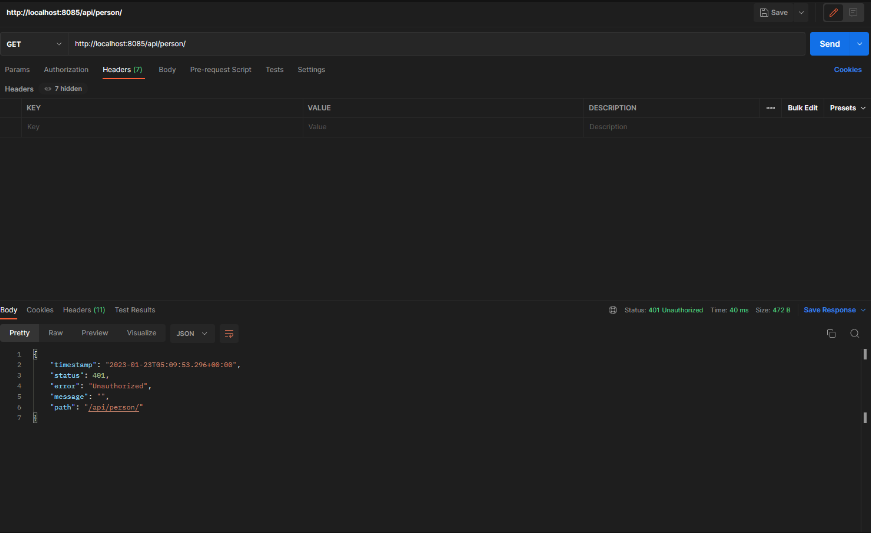 http://localhost:8085/api/person/
Save
GET http://localhost:8085/api/person/ Send
Params Authorization Headers (7) Body Pre-request Script Tests Settings Cookies
Headers 7 hidden
KEY VALUE DESCRIPTION Bulk Edit Presets
Key Value Description
Body Cookies Headers (11) Test Results Status: 401 Unauthorized Time: 40 ms Size: 472 B Save Response
Pretty Raw Preview Visualize JSON
1 {
2 "timestamp": "2023-01-23T05:09:53.296+00:00",
3 "status": 401,
4 "error": "Unauthorized",
5 "message": "",
6 "path": "/api/person/"
7 }